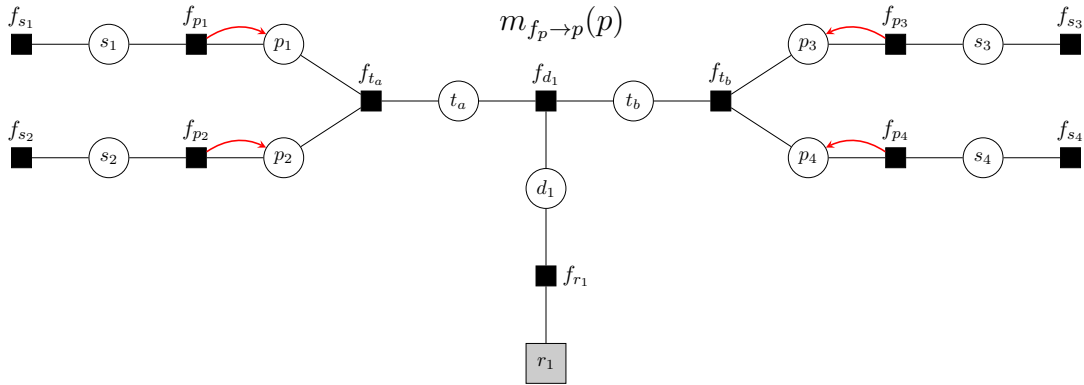 f_{s_1} f_{p_1} m_{f_p→p}(p) f_{p_3} f_{s_3}
s_1 p_1 p_3 s_3
f_{t_a} f_{d_1} f_{t_b}
t_a t_b
f_{s_2} f_{p_2} f_{p_4} f_{s_4}
s_2 p_2 p_4 s_4
d_1
f_{r_1}
r_1